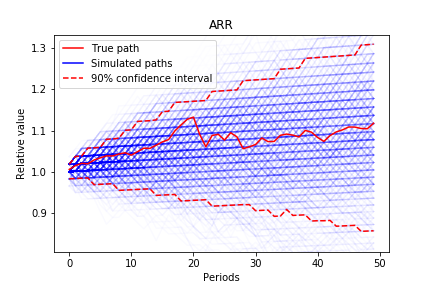 ARR
True path
Simulated paths
90% confidence interval
Relative value
1.3
1.2
1.1
1.0
0.9
0 10 20 30 40 50
Periods